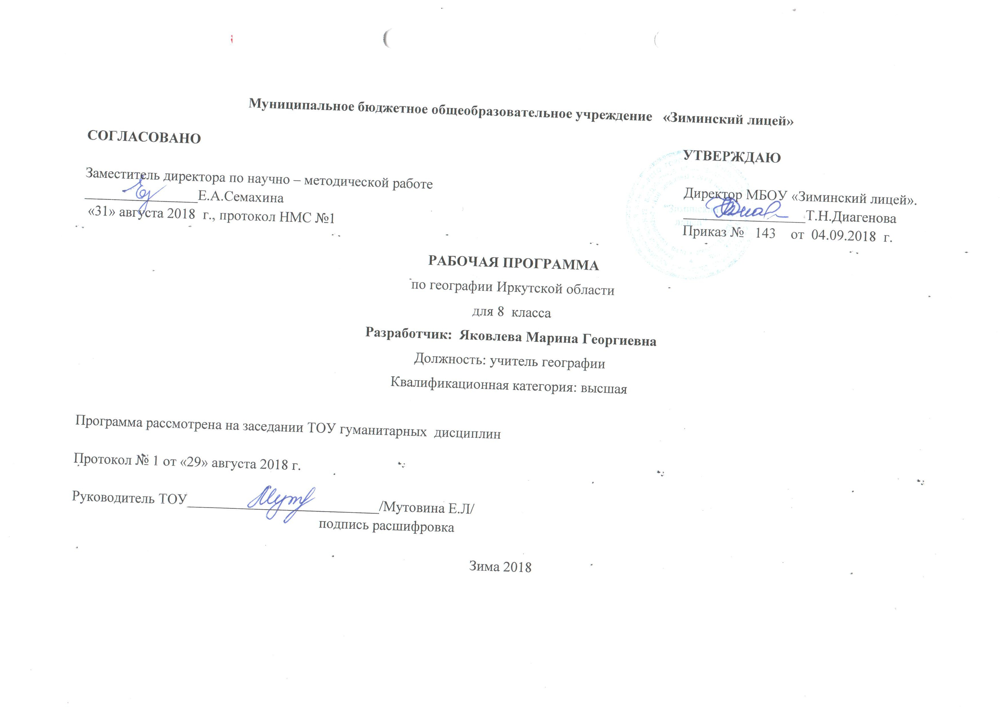 Муниципальное бюджетное общеобразовательное учреждение «Зиминский лицей»
СОГЛАСОВАНО
Заместитель директора по научно – методической работе
________________Е.А.Семахина
«31» августа 2018 г., протокол НМС №1
УТВЕРЖДАЮ
Директор МБОУ «Зиминский лицей».
_________________Т.Н.Диагенова
Приказ № 143 от 04.09.2018 г.
РАБОЧАЯ ПРОГРАММА
по географии Иркутской области
для 8 класса
Разработчик: Яковлева Марина Георгиевна
Должность: учитель географии
Квалификационная категория: высшая
Программа рассмотрена на заседании ТОУ гуманитарных дисциплин
Протокол № 1 от «29» августа 2018 г.
Руководитель ТОУ___________________________/Мутовина Е.Л/
подпись расшифровка
Зима 2018